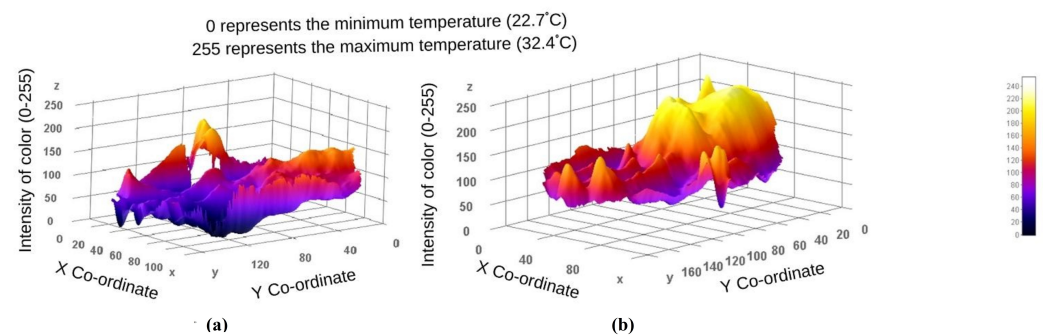 0 represents the minimum temperature (22.7°C)
255 represents the maximum temperature (32.4°C)
Intensity of color (0-255)
z
250
200
150
100
50
0
0
20
40
60
80
100
x
X Co-ordinate
y
120
80
40
0
Y Co-ordinate
(a)
Intensity of color (0-255)
z
250
200
150
100
50
0
0
40
80
x
X Co-ordinate
y
160
140
120
100
80
60
40
20
0
Y Co-ordinate
(b)
240
220
200
180
160
140
120
100
80
60
40
20
0